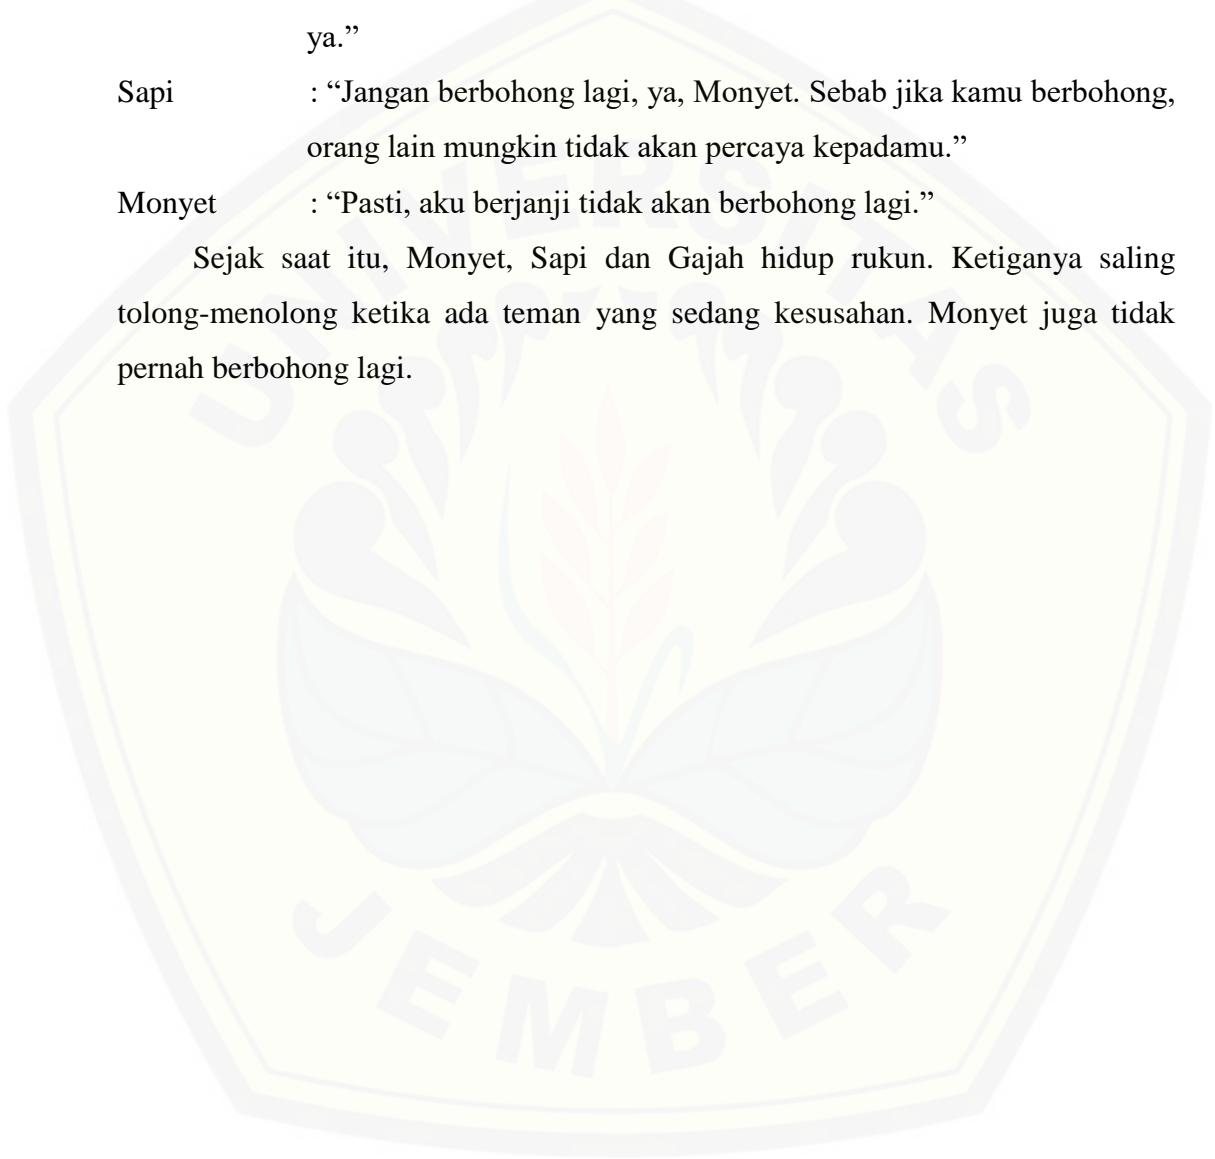 ya.”
Sapi : “Jangan berbohong lagi, ya, Monyet. Sebab jika kamu berbohong,
orang lain mungkin tidak akan percaya kepadamu.”
Monyet : “Pasti, aku berjanji tidak akan berbohong lagi.”
Sejak saat itu, Monyet, Sapi dan Gajah hidup rukun. Ketiganya saling
tolong-menolong ketika ada teman yang sedang kesusahan. Monyet juga tidak
pernah berbohong lagi.
UNIVERSITAS
JEMBER